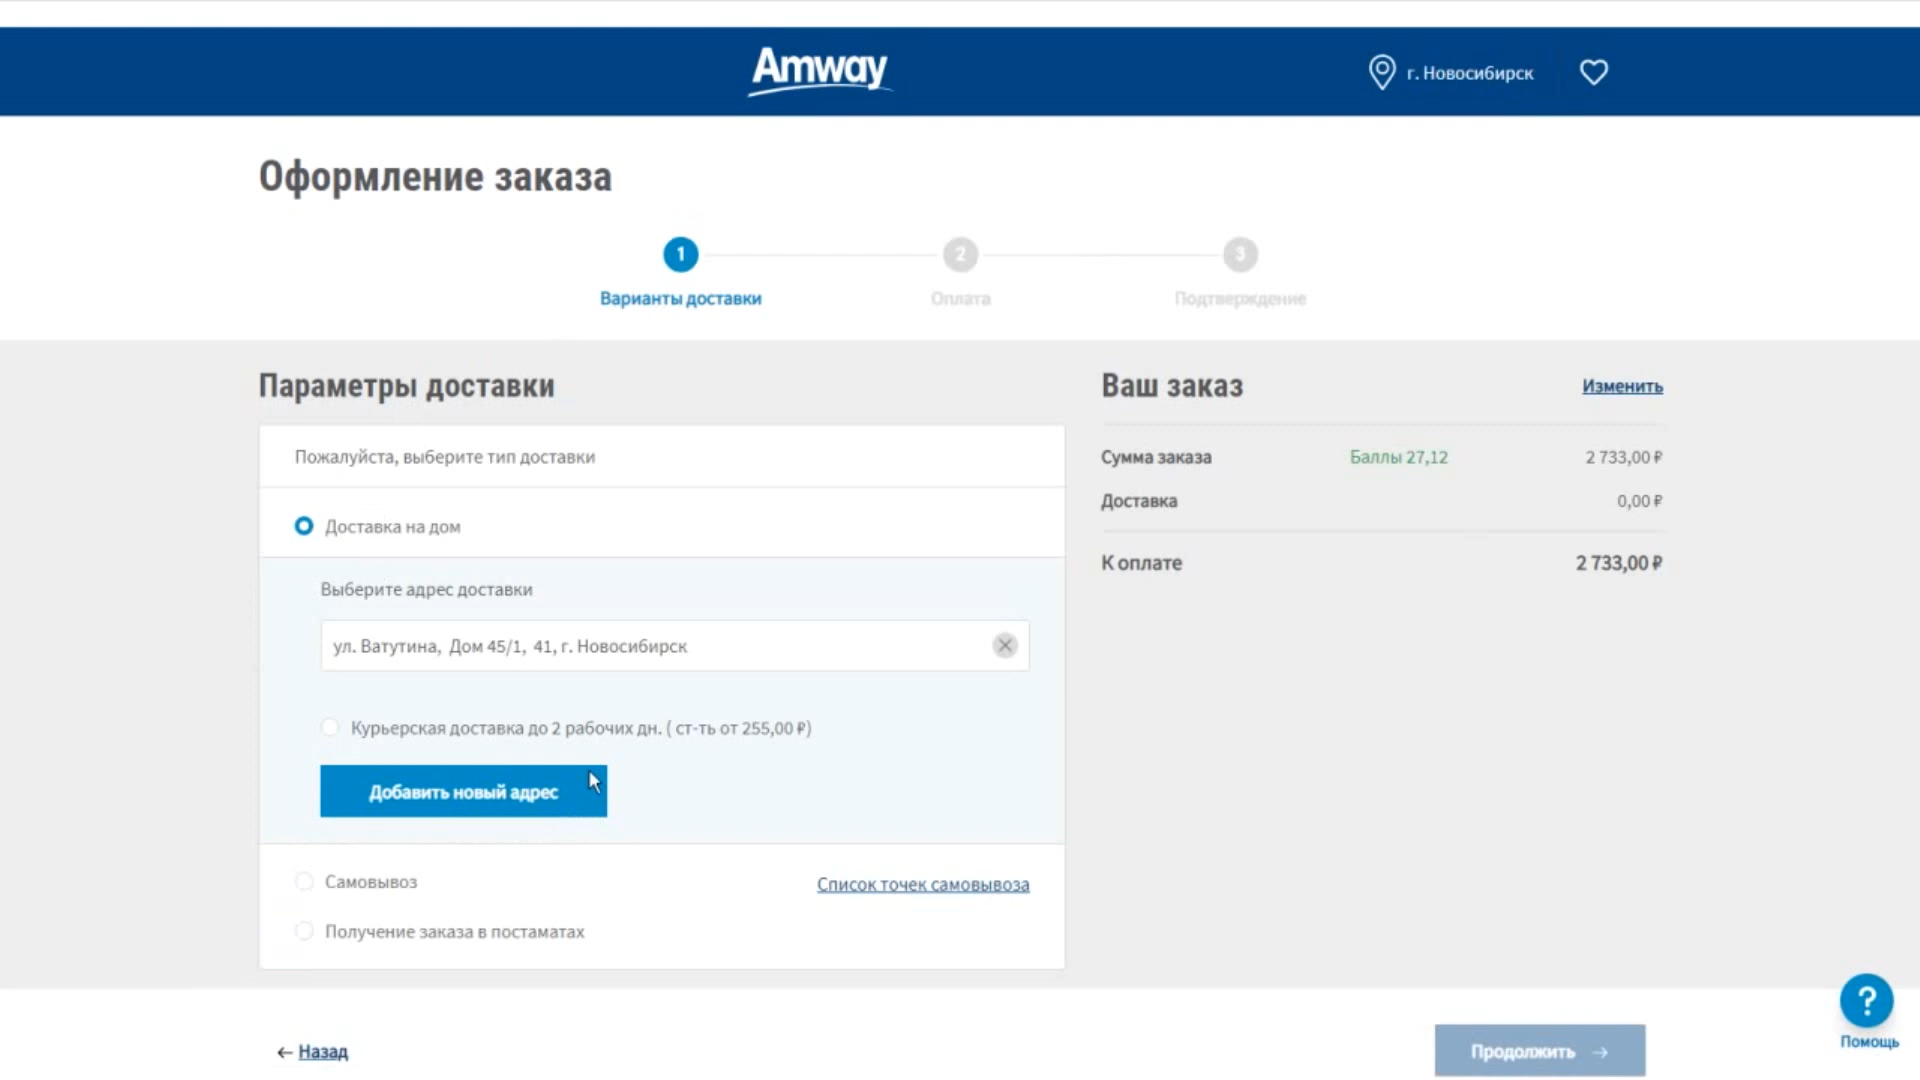 Amway
г. Новосибирск
Оформление заказа
1
2
3
Варианты доставки
Оплата
Подтверждение
Параметры доставки
Пожалуйста, выберите тип доставки
Доставка на дом
Выберите адрес доставки
ул. Ватутина, Дом 45/1, 41, г. Новосибирск
Курьерская доставка до 2 рабочих дн. ( ст-ть от 255,00 ₽)
Добавить новый адрес
Самовывоз
Список точек самовывоза
Получение заказа в постаматах
Ваш заказ
Изменить
Сумма заказа Баллы 27,12 2 733,00 ₽
Доставка 0,00 ₽
К оплате 2 733,00 ₽
?
Помощь
← Назад
Продолжить →